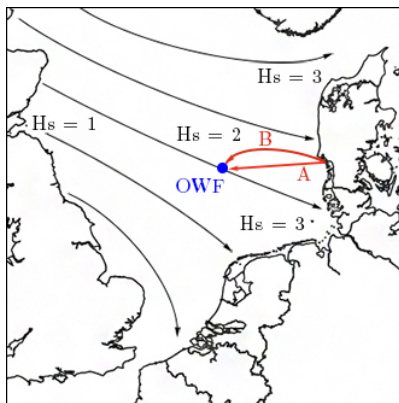 Hs = 3
Hs = 1
Hs = 2
B
A
OWF
Hs = 3